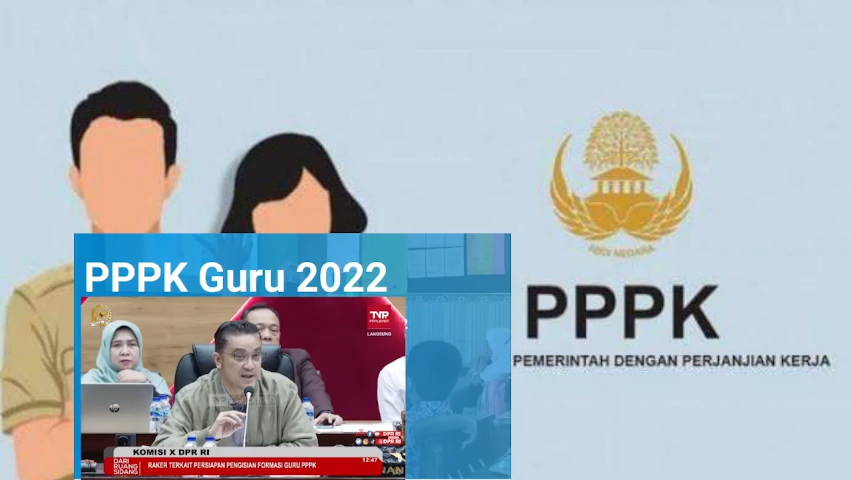 ABDI NEGARA
PPPK
PEMERINTAH DENGAN PERJANJIAN KERJA
PPPK Guru 2022
TVR
PARLEMEN
LANGSUNG
DPR RI
DPR RI
KOMISI X DPR RI
DARI
RUANG
SIDANG
RAKER TERKAIT PERSIAPAN PENGISIAN FORMASI GURU PPPK
12:47